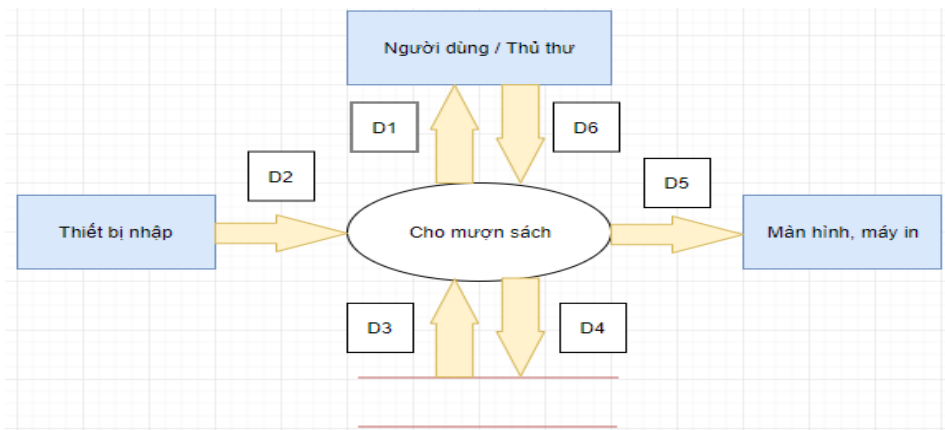 Người dùng / Thủ thư
D1
D6
D2
D5
Thiết bị nhập
Cho mượn sách
Màn hình, máy in
D3
D4